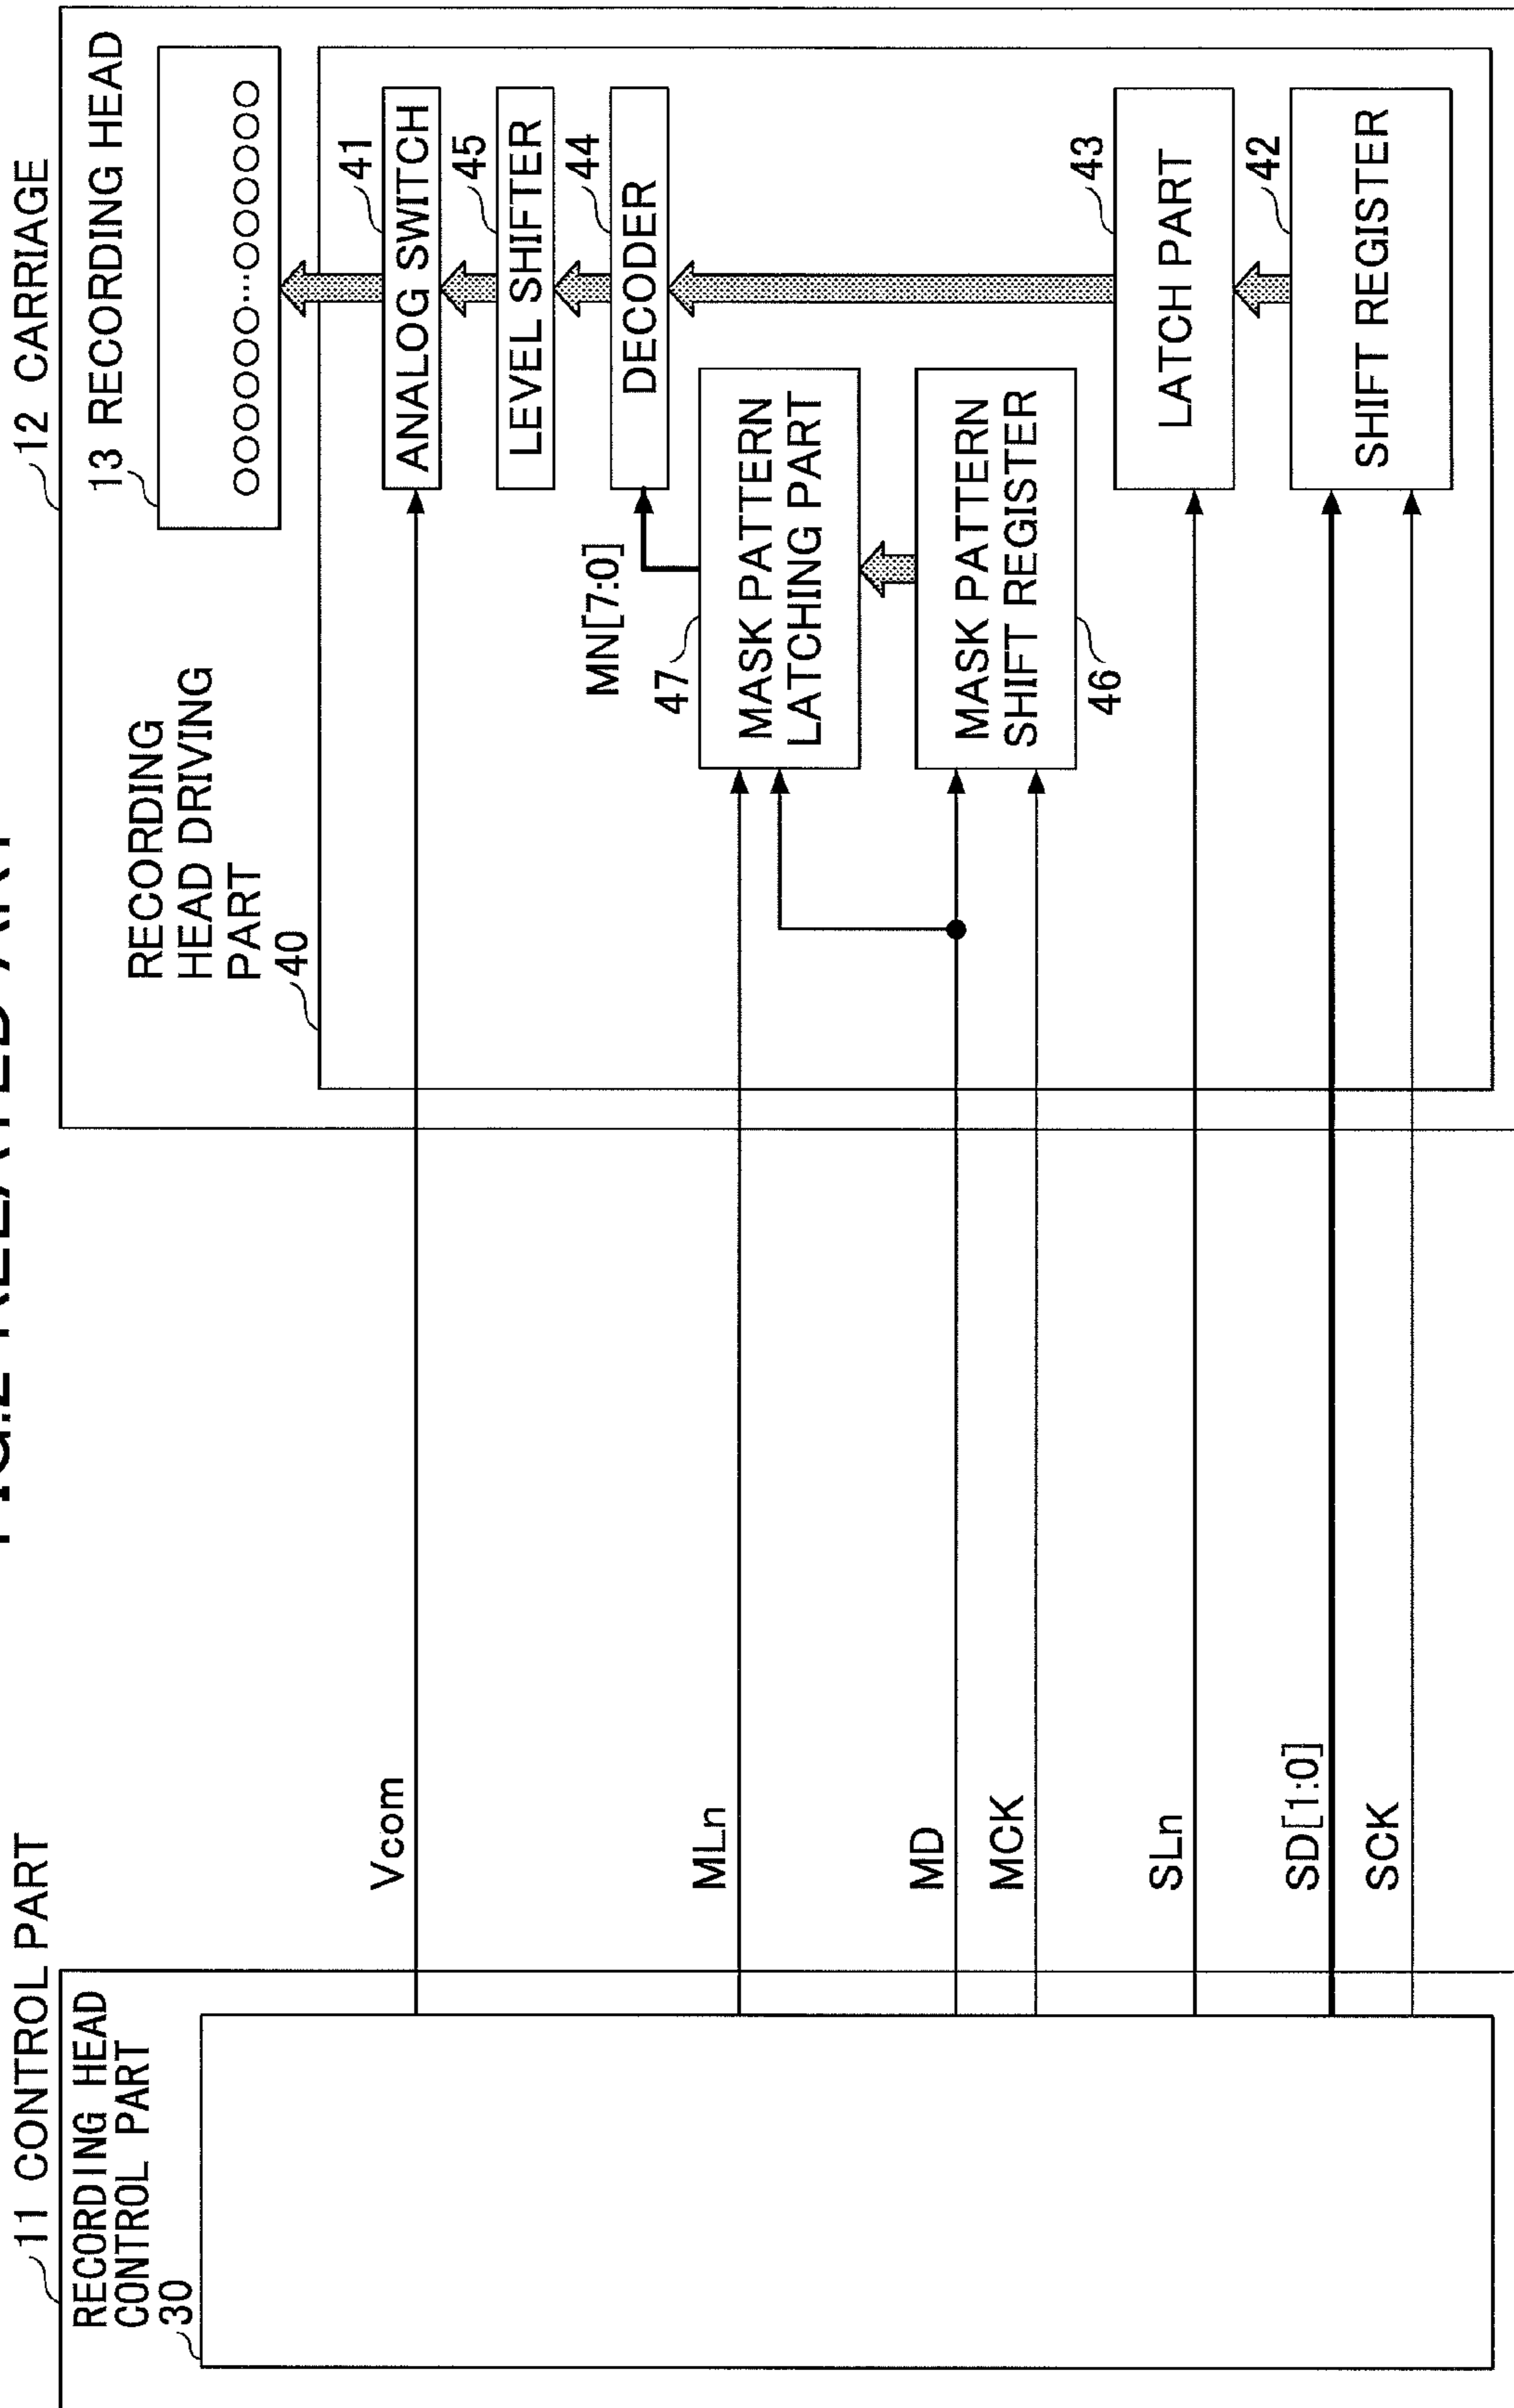 FIG.2 RELATED ART
11 CONTROL PART
RECORDING HEAD
CONTROL PART
30
Vcom
MLn
MD
MCK
SLn
SD[1:0]
SCK
12 CARRIAGE
13 RECORDING HEAD
RECORDING
HEAD DRIVING
PART
40
41
ANALOG SWITCH
45
LEVEL SHIFTER
44
DECODER
MN[7:0]
47
MASK PATTERN
LATCHING PART
MASK PATTERN
SHIFT REGISTER
46
43
LATCH PART
42
SHIFT REGISTER